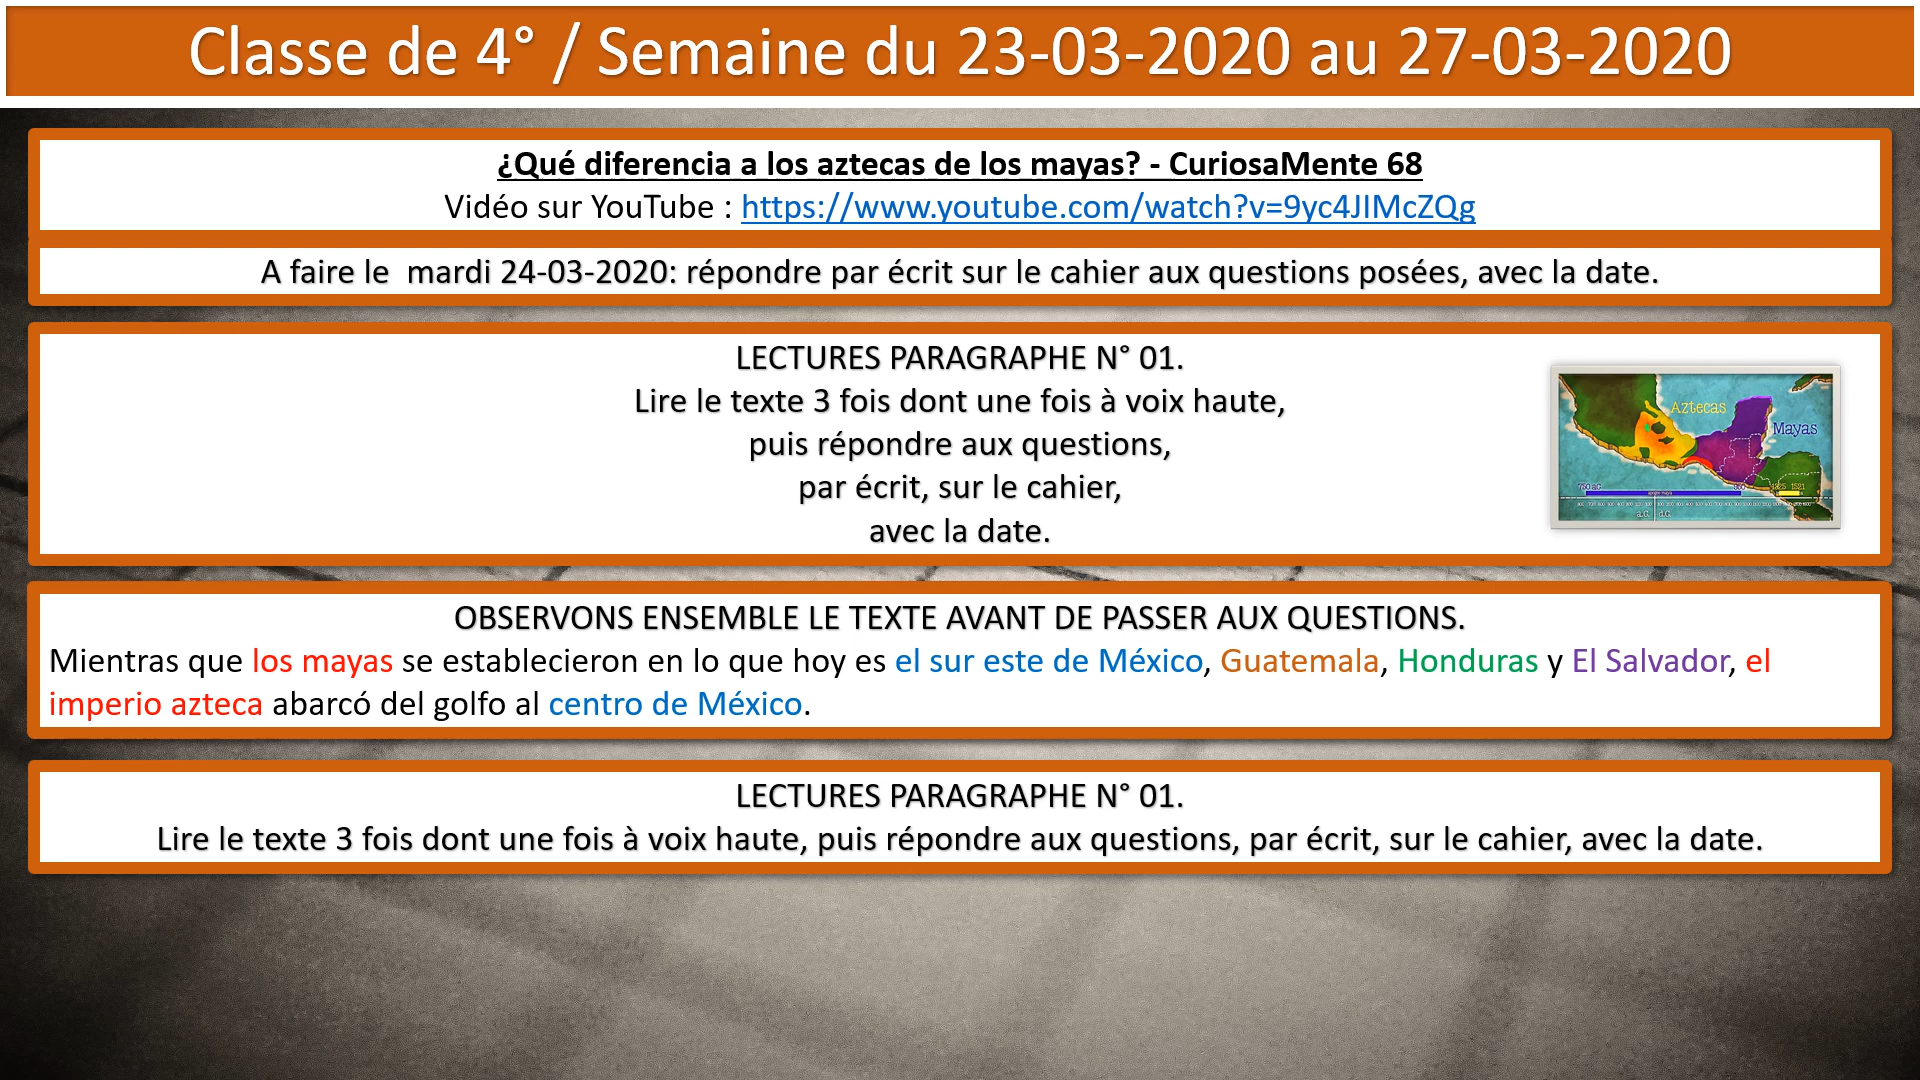 Classe de 4° / Semaine du 23-03-2020 au 27-03-2020
¿Qué diferencia a los aztecas de los mayas? - CuriosaMente 68
Vidéo sur YouTube : https://www.youtube.com/watch?v=9yc4JIMcZQg
A faire le  mardi 24-03-2020: répondre par écrit sur le cahier aux questions posées, avec la date.
LECTURES PARAGRAPHE N° 01.
Lire le texte 3 fois dont une fois à voix haute,
puis répondre aux questions,
par écrit, sur le cahier,
avec la date.
Aztecas
Mayas
a.C. d.C.
OBSERVONS ENSEMBLE LE TEXTE AVANT DE PASSER AUX QUESTIONS.
Mientras que los mayas se establecieron en lo que hoy es el sur este de México, Guatemala, Honduras y El Salvador, el
imperio azteca abarcó del golfo al centro de México.
LECTURES PARAGRAPHE N° 01.
Lire le texte 3 fois dont une fois à voix haute, puis répondre aux questions, par écrit, sur le cahier, avec la date.